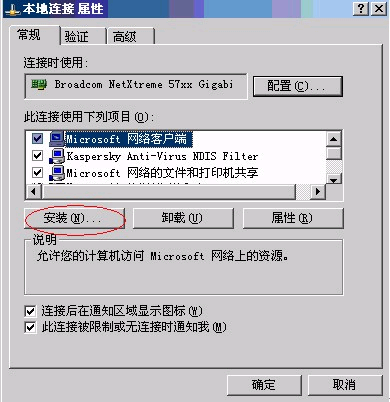 本地连接 属性
常规 验证 高级
连接时使用:
Broadcom NetXtreme 57xx Gigabi
配置(C)...
此连接使用下列项目(O):
Microsoft 网络客户端
Kaspersky Anti-Virus NDIS Filter
Microsoft 网络的文件和打印机共享
安装(N)... 卸载(U) 属性(R)
说明
允许您的计算机访问 Microsoft 网络上的资源。
连接后在通知区域显示图标(W)
此连接被限制或无连接时通知我(M)
确定 取消